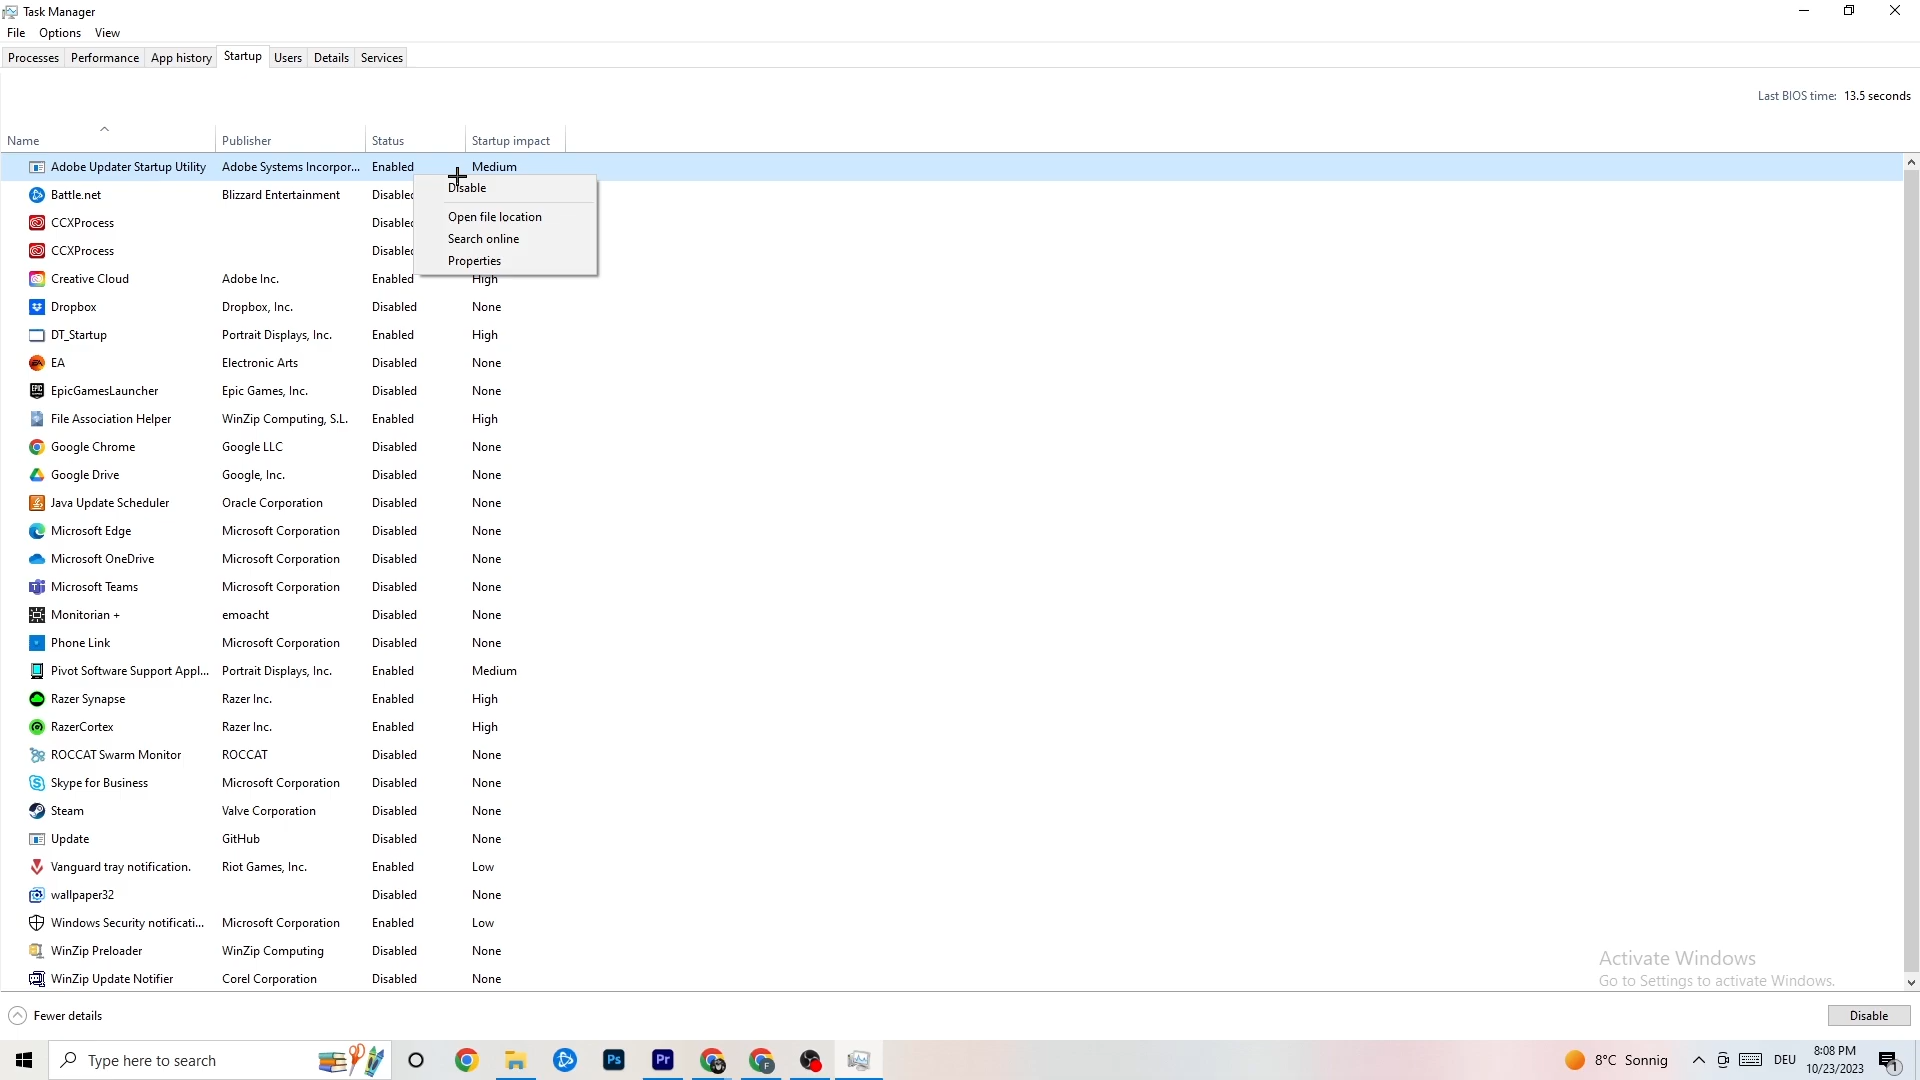 Task Manager
File Options View
Processes Performance App history Startup Users Details Services
Last BIOS time: 13.5 seconds
Name Publisher Status Startup impact
Adobe Updater Startup Utility Adobe Systems Incorpor... Enabled Medium
Disable
Battle.net Blizzard Entertainment Disabled
CCXProcess Disabled
Open file location
Search online
CCXProcess Disabled
Properties
Creative Cloud Adobe Inc. Enabled High
Dropbox Dropbox, Inc. Disabled None
DT_Startup Portrait Displays, Inc. Enabled High
EA Electronic Arts Disabled None
EpicGamesLauncher Epic Games, Inc. Disabled None
File Association Helper WinZip Computing, S.L. Enabled High
Google Chrome Google LLC Disabled None
Google Drive Google, Inc. Disabled None
Java Update Scheduler Oracle Corporation Disabled None
Microsoft Edge Microsoft Corporation Disabled None
Microsoft OneDrive Microsoft Corporation Disabled None
Microsoft Teams Microsoft Corporation Disabled None
Monitorian + emoacht Disabled None
Phone Link Microsoft Corporation Disabled None
Pivot Software Support Appl... Portrait Displays, Inc. Enabled Medium
Razer Synapse Razer Inc. Enabled High
RazerCortex Razer Inc. Enabled High
ROCCAT Swarm Monitor ROCCAT Disabled None
Skype for Business Microsoft Corporation Disabled None
Steam Valve Corporation Disabled None
Update GitHub Disabled None
Vanguard tray notification. Riot Games, Inc. Enabled Low
wallpaper32 Disabled None
Windows Security notificati... Microsoft Corporation Enabled Low
WinZip Preloader WinZip Computing Disabled None
WinZip Update Notifier Corel Corporation Disabled None
Activate Windows
Go to Settings to activate Windows.
Fewer details Disable
Type here to search Ps Pr F 8°C Sonnig DEU 8:08 PM
10/23/2023 1